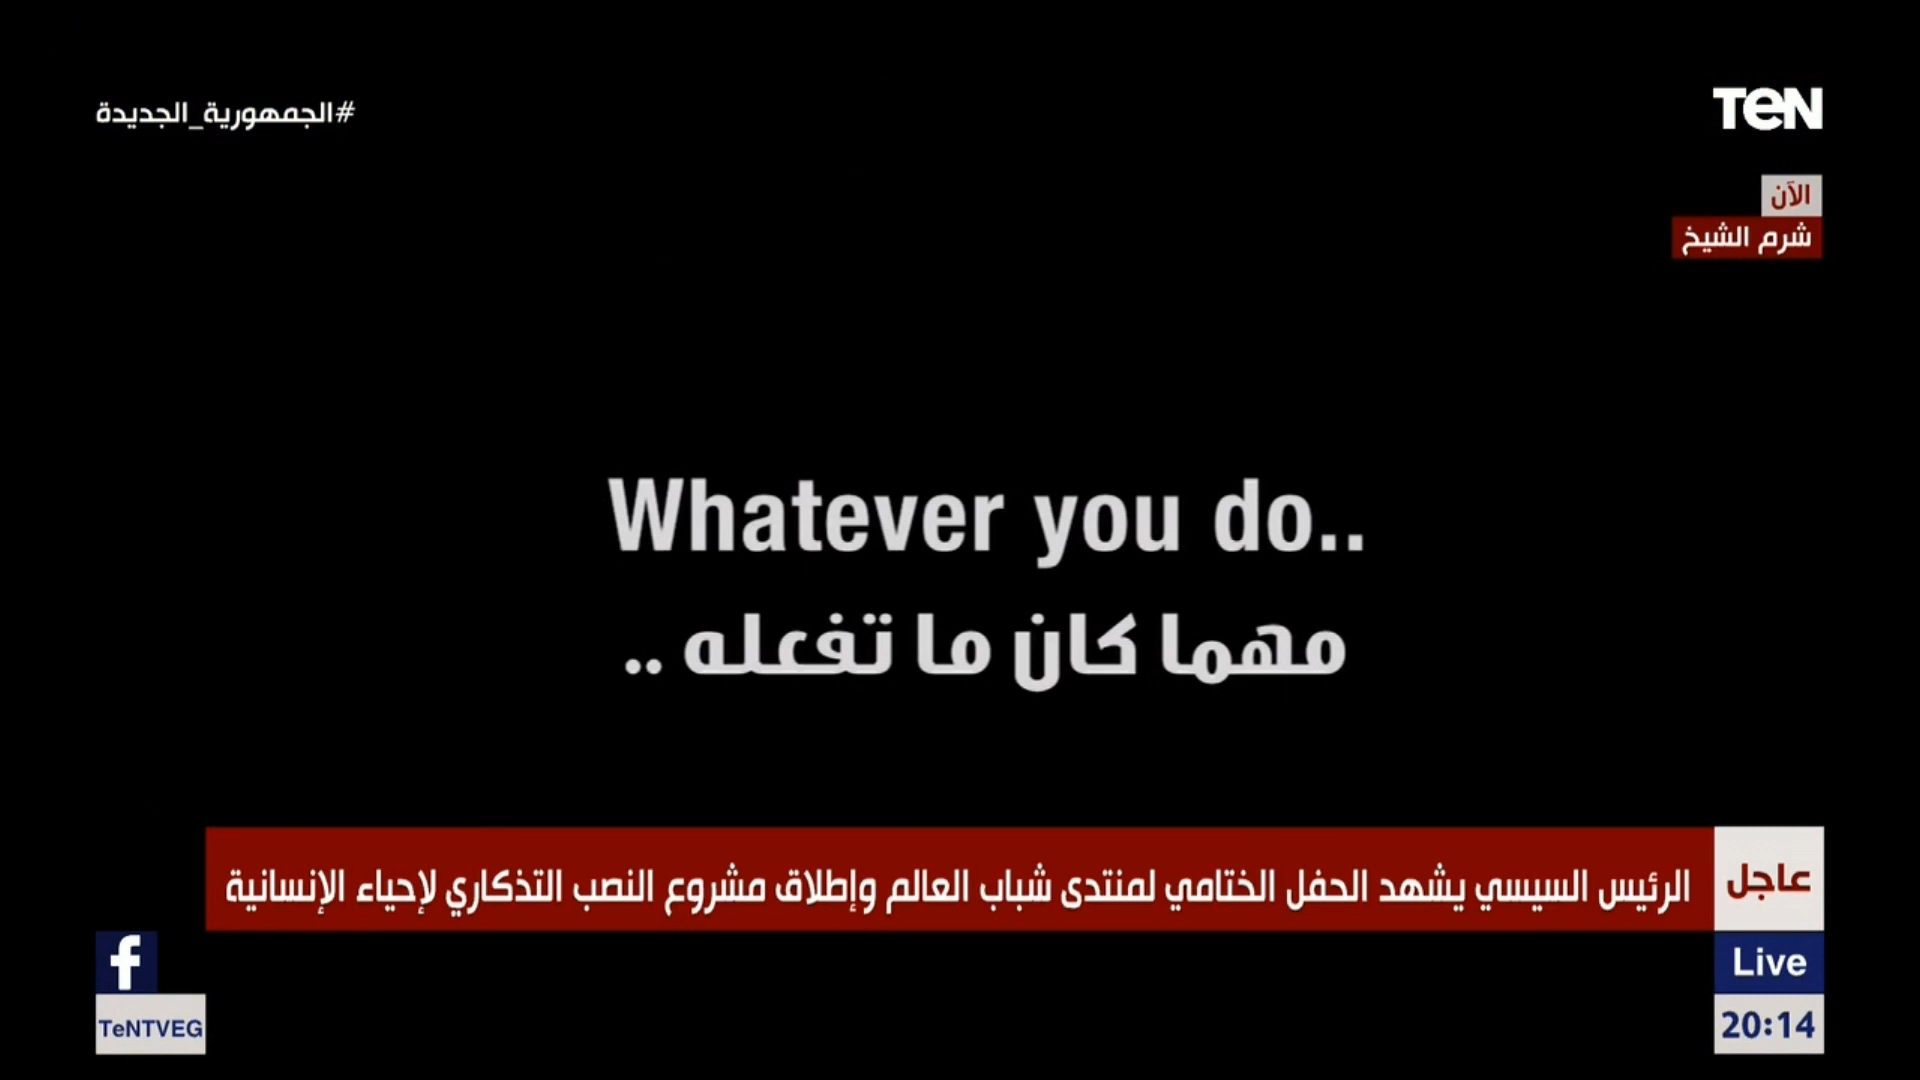 #الجمهورية_الجديدة
TeN
الآن
شرم الشيخ
Whatever you do..
مهما كان ما تفعله ..
عاجل
الرئيس السيسي يشهد الحفل الختامي لمنتدى شباب العالم وإطلاق مشروع النصب التذكاري لإحياء الإنسانية
f
Live
TeNTVEG
20:14